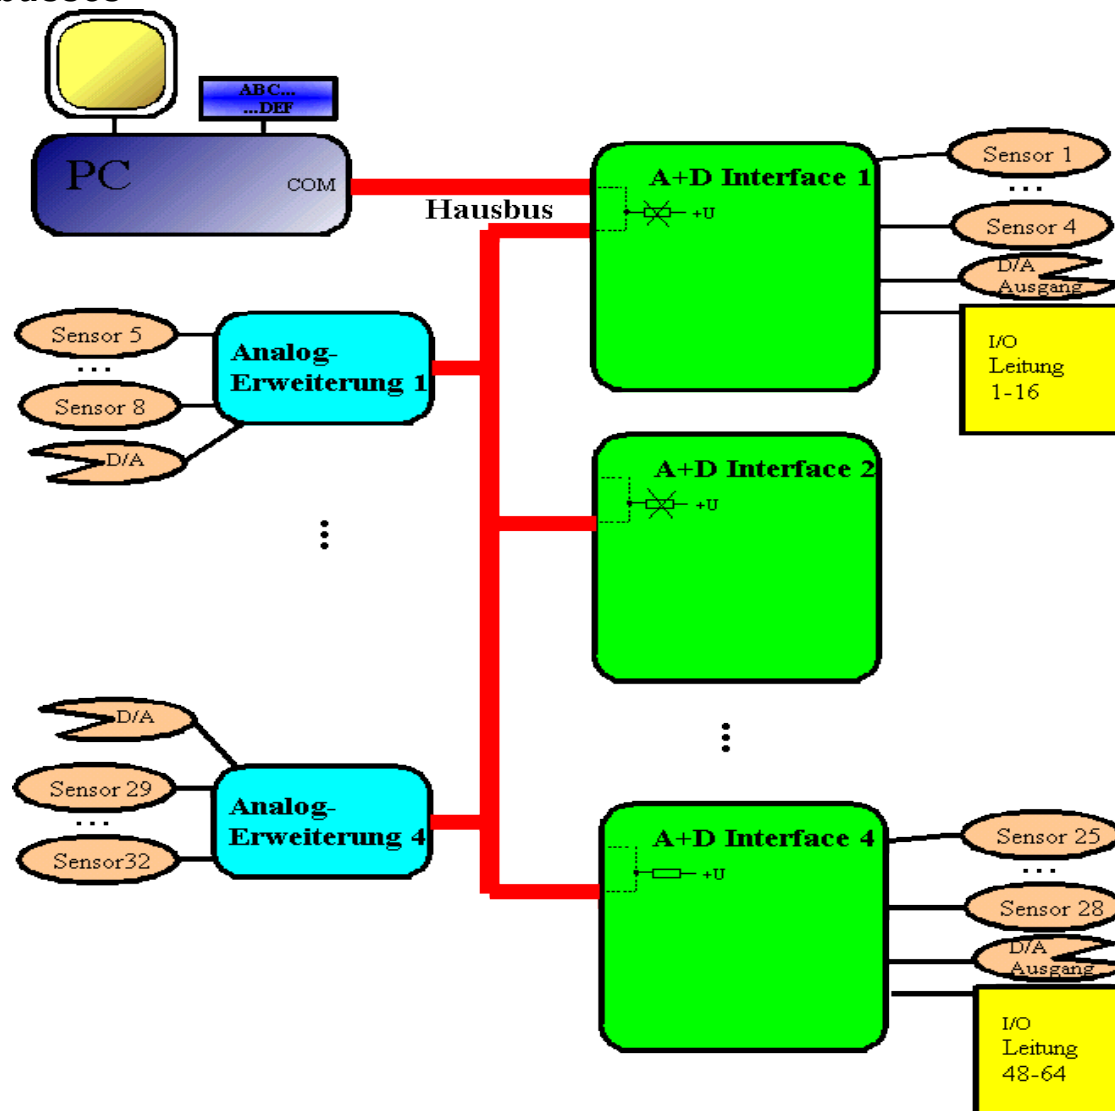 ABC...
...DEF
PC
COM
Hausbus
A+D Interface 1
+U
Sensor 1
...
Sensor 4
D/A
Ausgang
I/O
Leitung
1-16
Sensor 5
...
Sensor 8
D/A
Analog-
Erweiterung 1
A+D Interface 2
+U
D/A
Sensor 29
...
Sensor32
Analog-
Erweiterung 4
A+D Interface 4
+U
Sensor 25
...
Sensor 28
D/A
Ausgang
I/O
Leitung
48-64